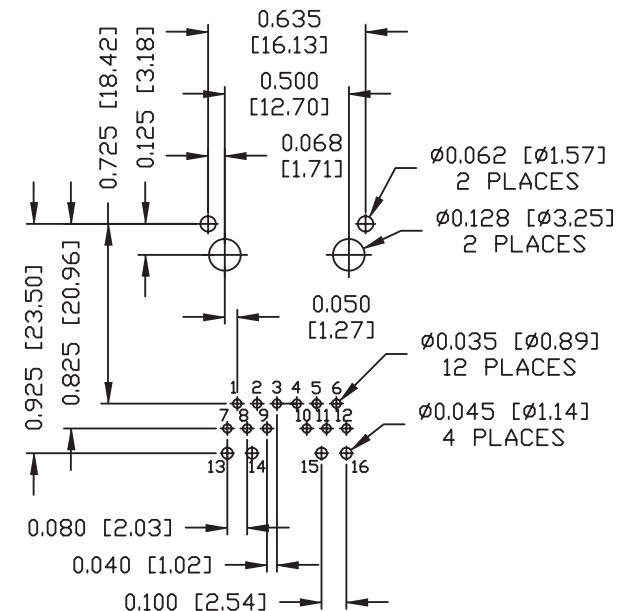 0.635
[16.13]
0.500
[12.70]
0.068
[1.71]
0.725 [18.42]
0.125 [3.18]
ø0.062 [ø1.57]
2 PLACES
ø0.128 [ø3.25]
2 PLACES
0.925 [23.50]
0.825 [20.96]
0.050
[1.27]
ø0.035 [ø0.89]
12 PLACES
1 2 3 4 5 6
ø0.045 [ø1.14]
4 PLACES
7 8 9 10 11 12
13 14 15 16
0.080 [2.03]
0.040 [1.02]
0.100 [2.54]